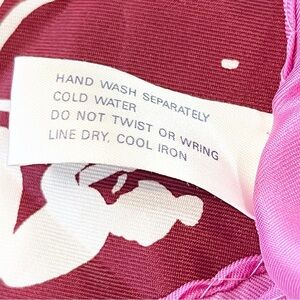 HAND WASH SEPARATELY
COLD WATER
DO NOT TWIST OR WRING
LINE DRY, COOL IRON